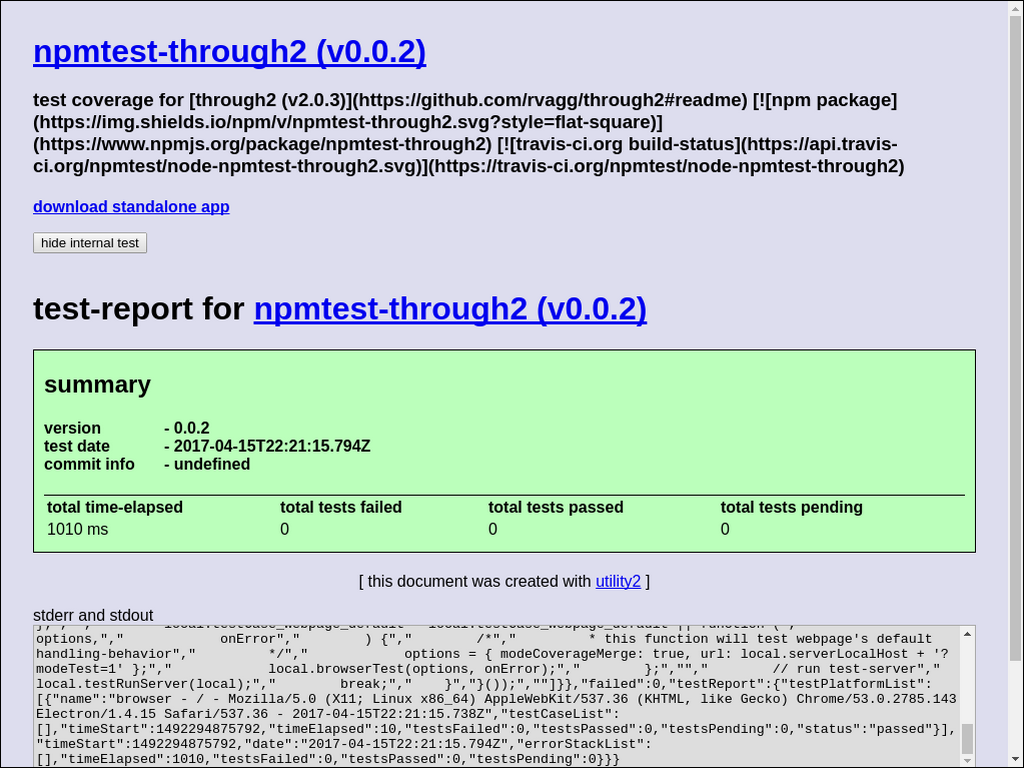 npmtest-through2 (v0.0.2)
test coverage for [through2 (v2.0.3)](https://github.com/rvagg/through2#readme) [![npm package]
(https://img.shields.io/npm/v/npmtest-through2.svg?style=flat-square)]
(https://www.npmjs.org/package/npmtest-through2) [![travis-ci.org build-status](https://api.travis-
ci.org/npmtest/node-npmtest-through2.svg)](https://travis-ci.org/npmtest/node-npmtest-through2)
download standalone app
hide internal test
test-report for npmtest-through2 (v0.0.2)
summary
version - 0.0.2
test date - 2017-04-15T22:21:15.794Z
commit info - undefined
total time-elapsed total tests failed total tests passed total tests pending
1010 ms 0 0 0
[ this document was created with utility2 ]
stderr and stdout
options,","            onError","        ) {","        /*","         * this function will test webpage's default
handling-behavior","         */","            options = { modeCoverageMerge: true, url: local.serverLocalHost + '?
modeTest=1' };","            local.browserTest(options, onError);","        };","","        // run test-server","
local.testRunServer(local);","        break;","    }","}());",""]}},"failed":0,"testReport":{"testPlatformList":
[{"name":"browser - / - Mozilla/5.0 (X11; Linux x86_64) AppleWebKit/537.36 (KHTML, like Gecko) Chrome/53.0.2785.143
Electron/1.4.15 Safari/537.36 - 2017-04-15T22:21:15.738Z","testCaseList":
[],"timeStart":1492294875792,"timeElapsed":10,"testsFailed":0,"testsPassed":0,"testsPending":0,"status":"passed"}],
"timeStart":1492294875792,"date":"2017-04-15T22:21:15.794Z","errorStackList":
[],"timeElapsed":1010,"testsFailed":0,"testsPassed":0,"testsPending":0}}}